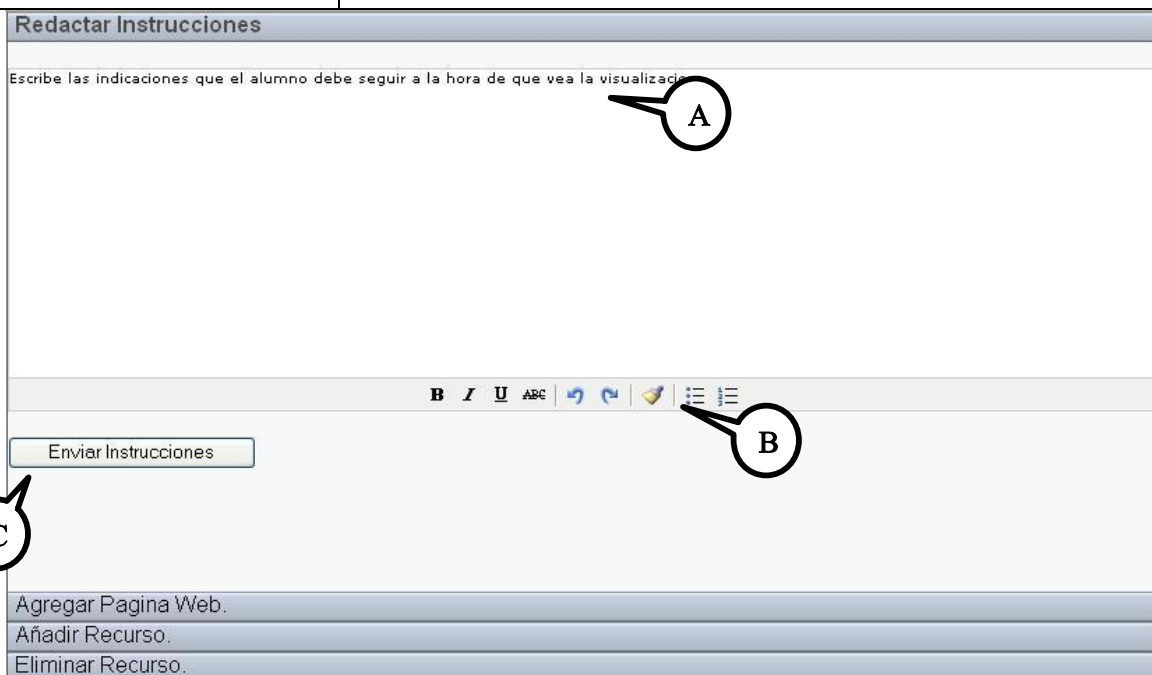 Redactar Instrucciones
Escribe las indicaciones que el alumno debe seguir a la hora de que vea la
A
B I U ABC
B
Enviar Instrucciones
C
Agregar Pagina Web.
Añadir Recurso.
Eliminar Recurso.